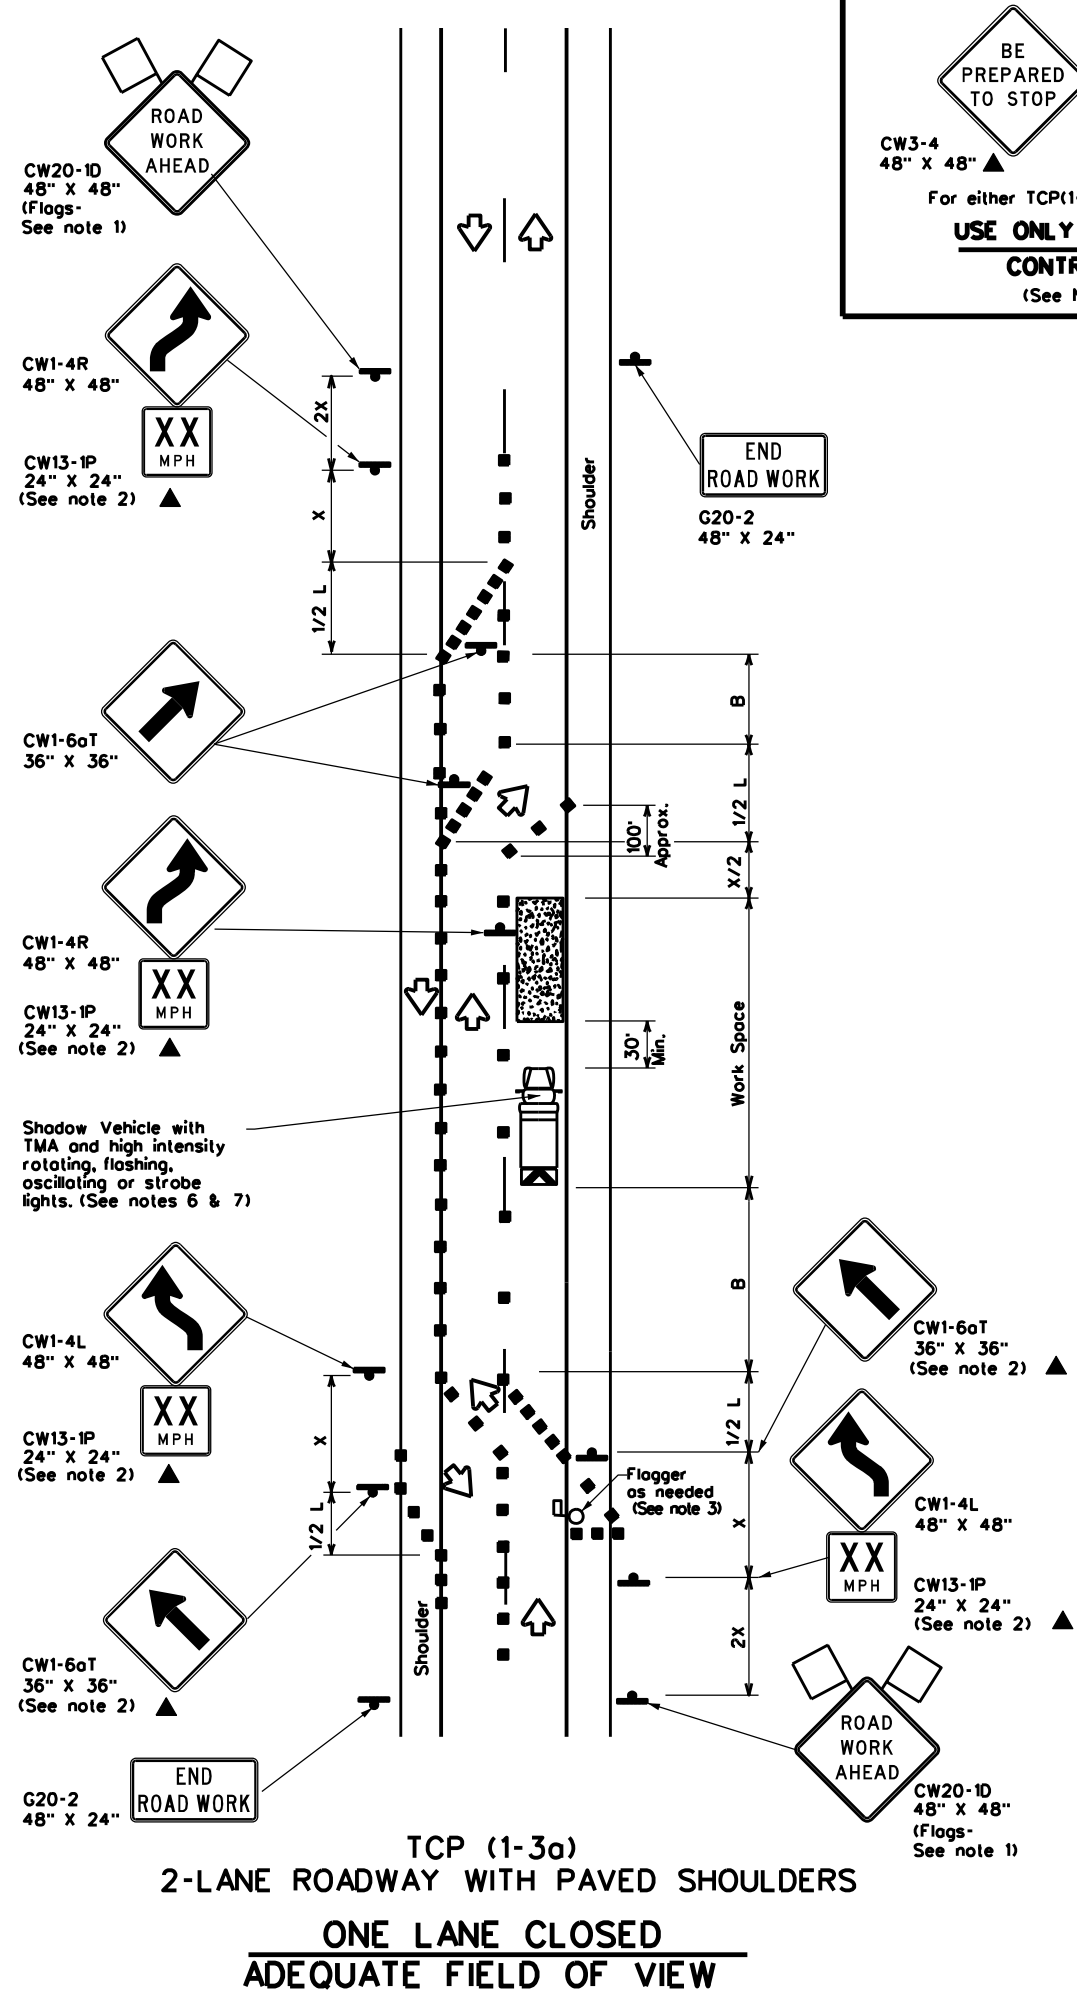 BE
PREPARED
TO STOP
CW3-4
48" X 48"
For either TCP(1-
USE ONLY
CONTR
(See
ROAD
WORK
AHEAD
CW20-1D
48" X 48"
(Flags-
See note 1)
CW1-4R
48" X 48"
XX
MPH
CW13-1P
24" X 24"
(See note 2)
2X
X
1/2 L
Shoulder
END
ROAD WORK
G20-2
48" X 24"
CW1-6aT
36" X 36"
B
1/2 L
100'
Approx.
X/2
CW1-4R
48" X 48"
XX
MPH
CW13-1P
24" X 24"
(See note 2)
30'
Min.
Work Space
Shadow Vehicle with
TMA and high intensity
rotating, flashing,
oscillating or strobe
lights. (See notes 6 & 7)
B
CW1-4L
48" X 48"
XX
MPH
CW13-1P
24" X 24"
(See note 2)
X
1/2 L
CW1-6aT
36" X 36"
(See note 2)
1/2 L
Flagger
as needed
(See note 3)
X
CW1-4L
48" X 48"
XX
MPH
CW13-1P
24" X 24"
(See note 2)
2X
Shoulder
CW1-6aT
36" X 36"
(See note 2)
END
ROAD WORK
G20-2
48" X 24"
ROAD
WORK
AHEAD
CW20-1D
48" X 48"
(Flags-
See note 1)
TCP (1-3a)
2-LANE ROADWAY WITH PAVED SHOULDERS
ONE LANE CLOSED
ADEQUATE FIELD OF VIEW